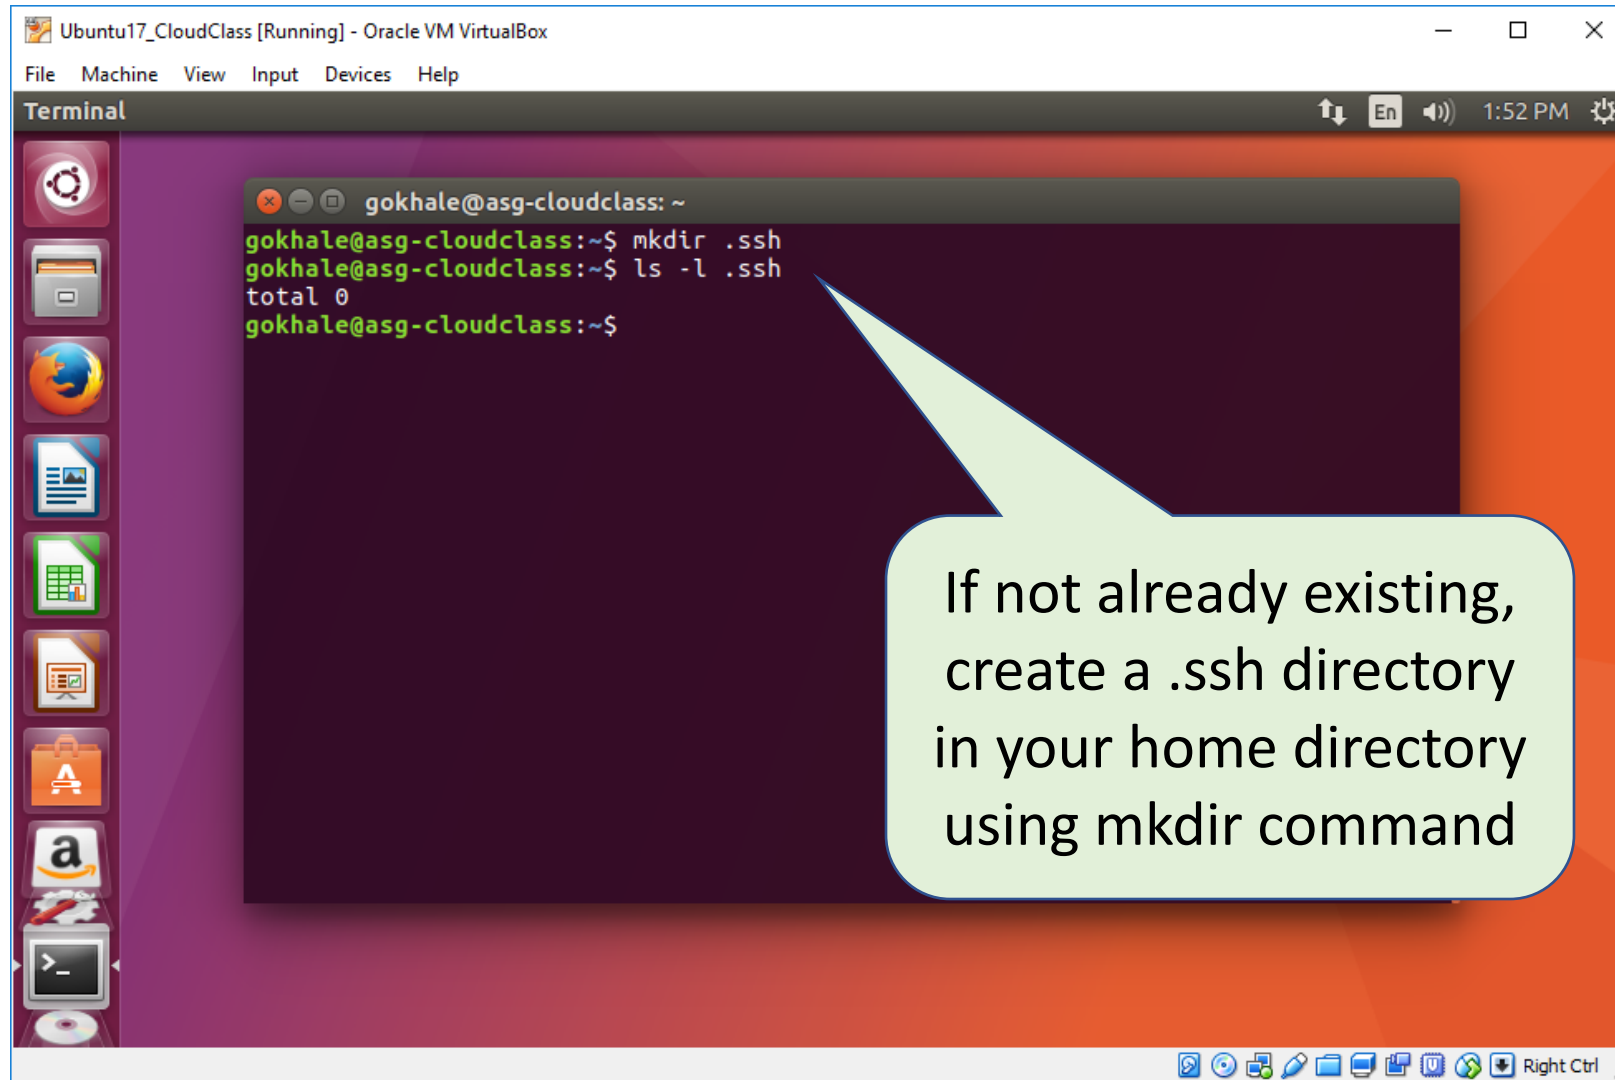 Ubuntu17_CloudClass [Running] - Oracle VM VirtualBox
File Machine View Input Devices Help
Terminal En 1:52 PM
gokhale@asg-cloudclass: ~
gokhale@asg-cloudclass:~$ mkdir .ssh
gokhale@asg-cloudclass:~$ ls -l .ssh
total 0
gokhale@asg-cloudclass:~$
If not already existing,
create a .ssh directory
in your home directory
using mkdir command
Right Ctrl